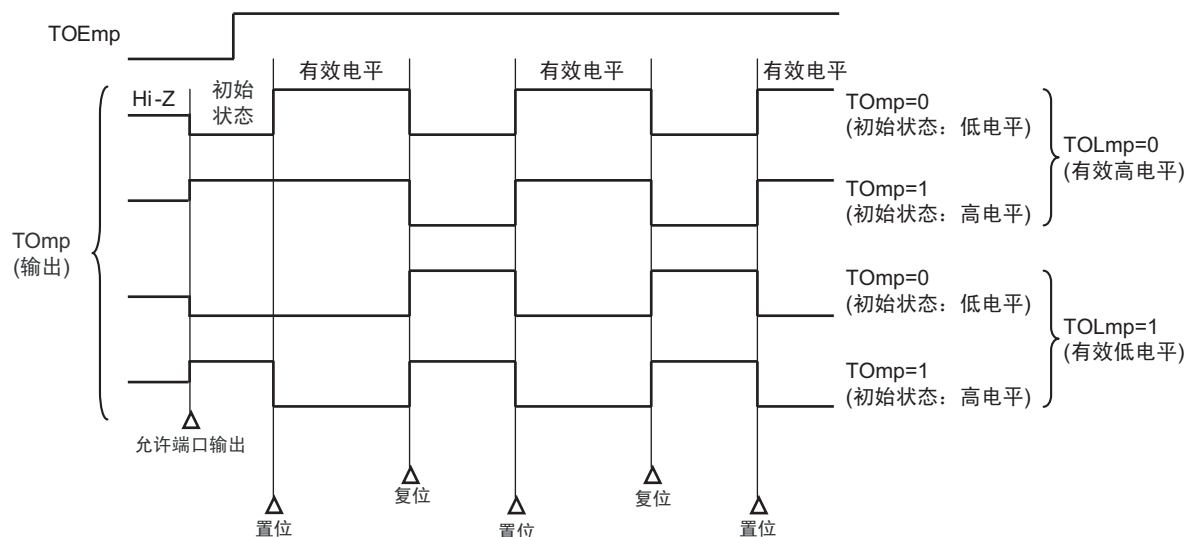 TOEmp
有效电平
有效电平
有效电平
Hi-Z
初始
状态
TOmp=0
(初始状态：低电平)
TOLmp=0
(有效高电平)
TOmp=1
(初始状态：高电平)
TOmp
(输出)
TOmp=0
(初始状态：低电平)
TOLmp=1
(有效低电平)
TOmp=1
(初始状态：高电平)
允许端口输出
复位
复位
置位
置位
置位